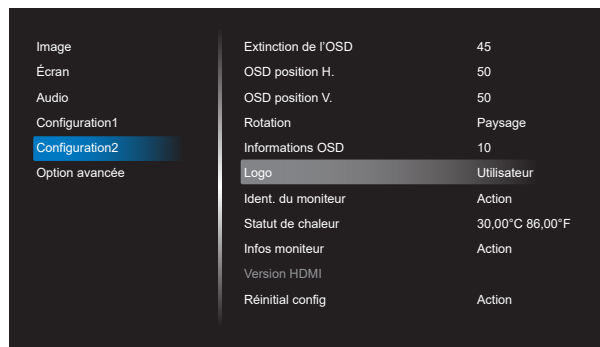 Image
Écran
Audio
Configuration1
Configuration2
Option avancée
Extinction de l'OSD 45
OSD position H. 50
OSD position V. 50
Rotation Paysage
Informations OSD 10
Logo Utilisateur
Ident. du moniteur Action
Statut de chaleur 30,00°C 86,00°F
Infos moniteur Action
Version HDMI
Réinitial config Action